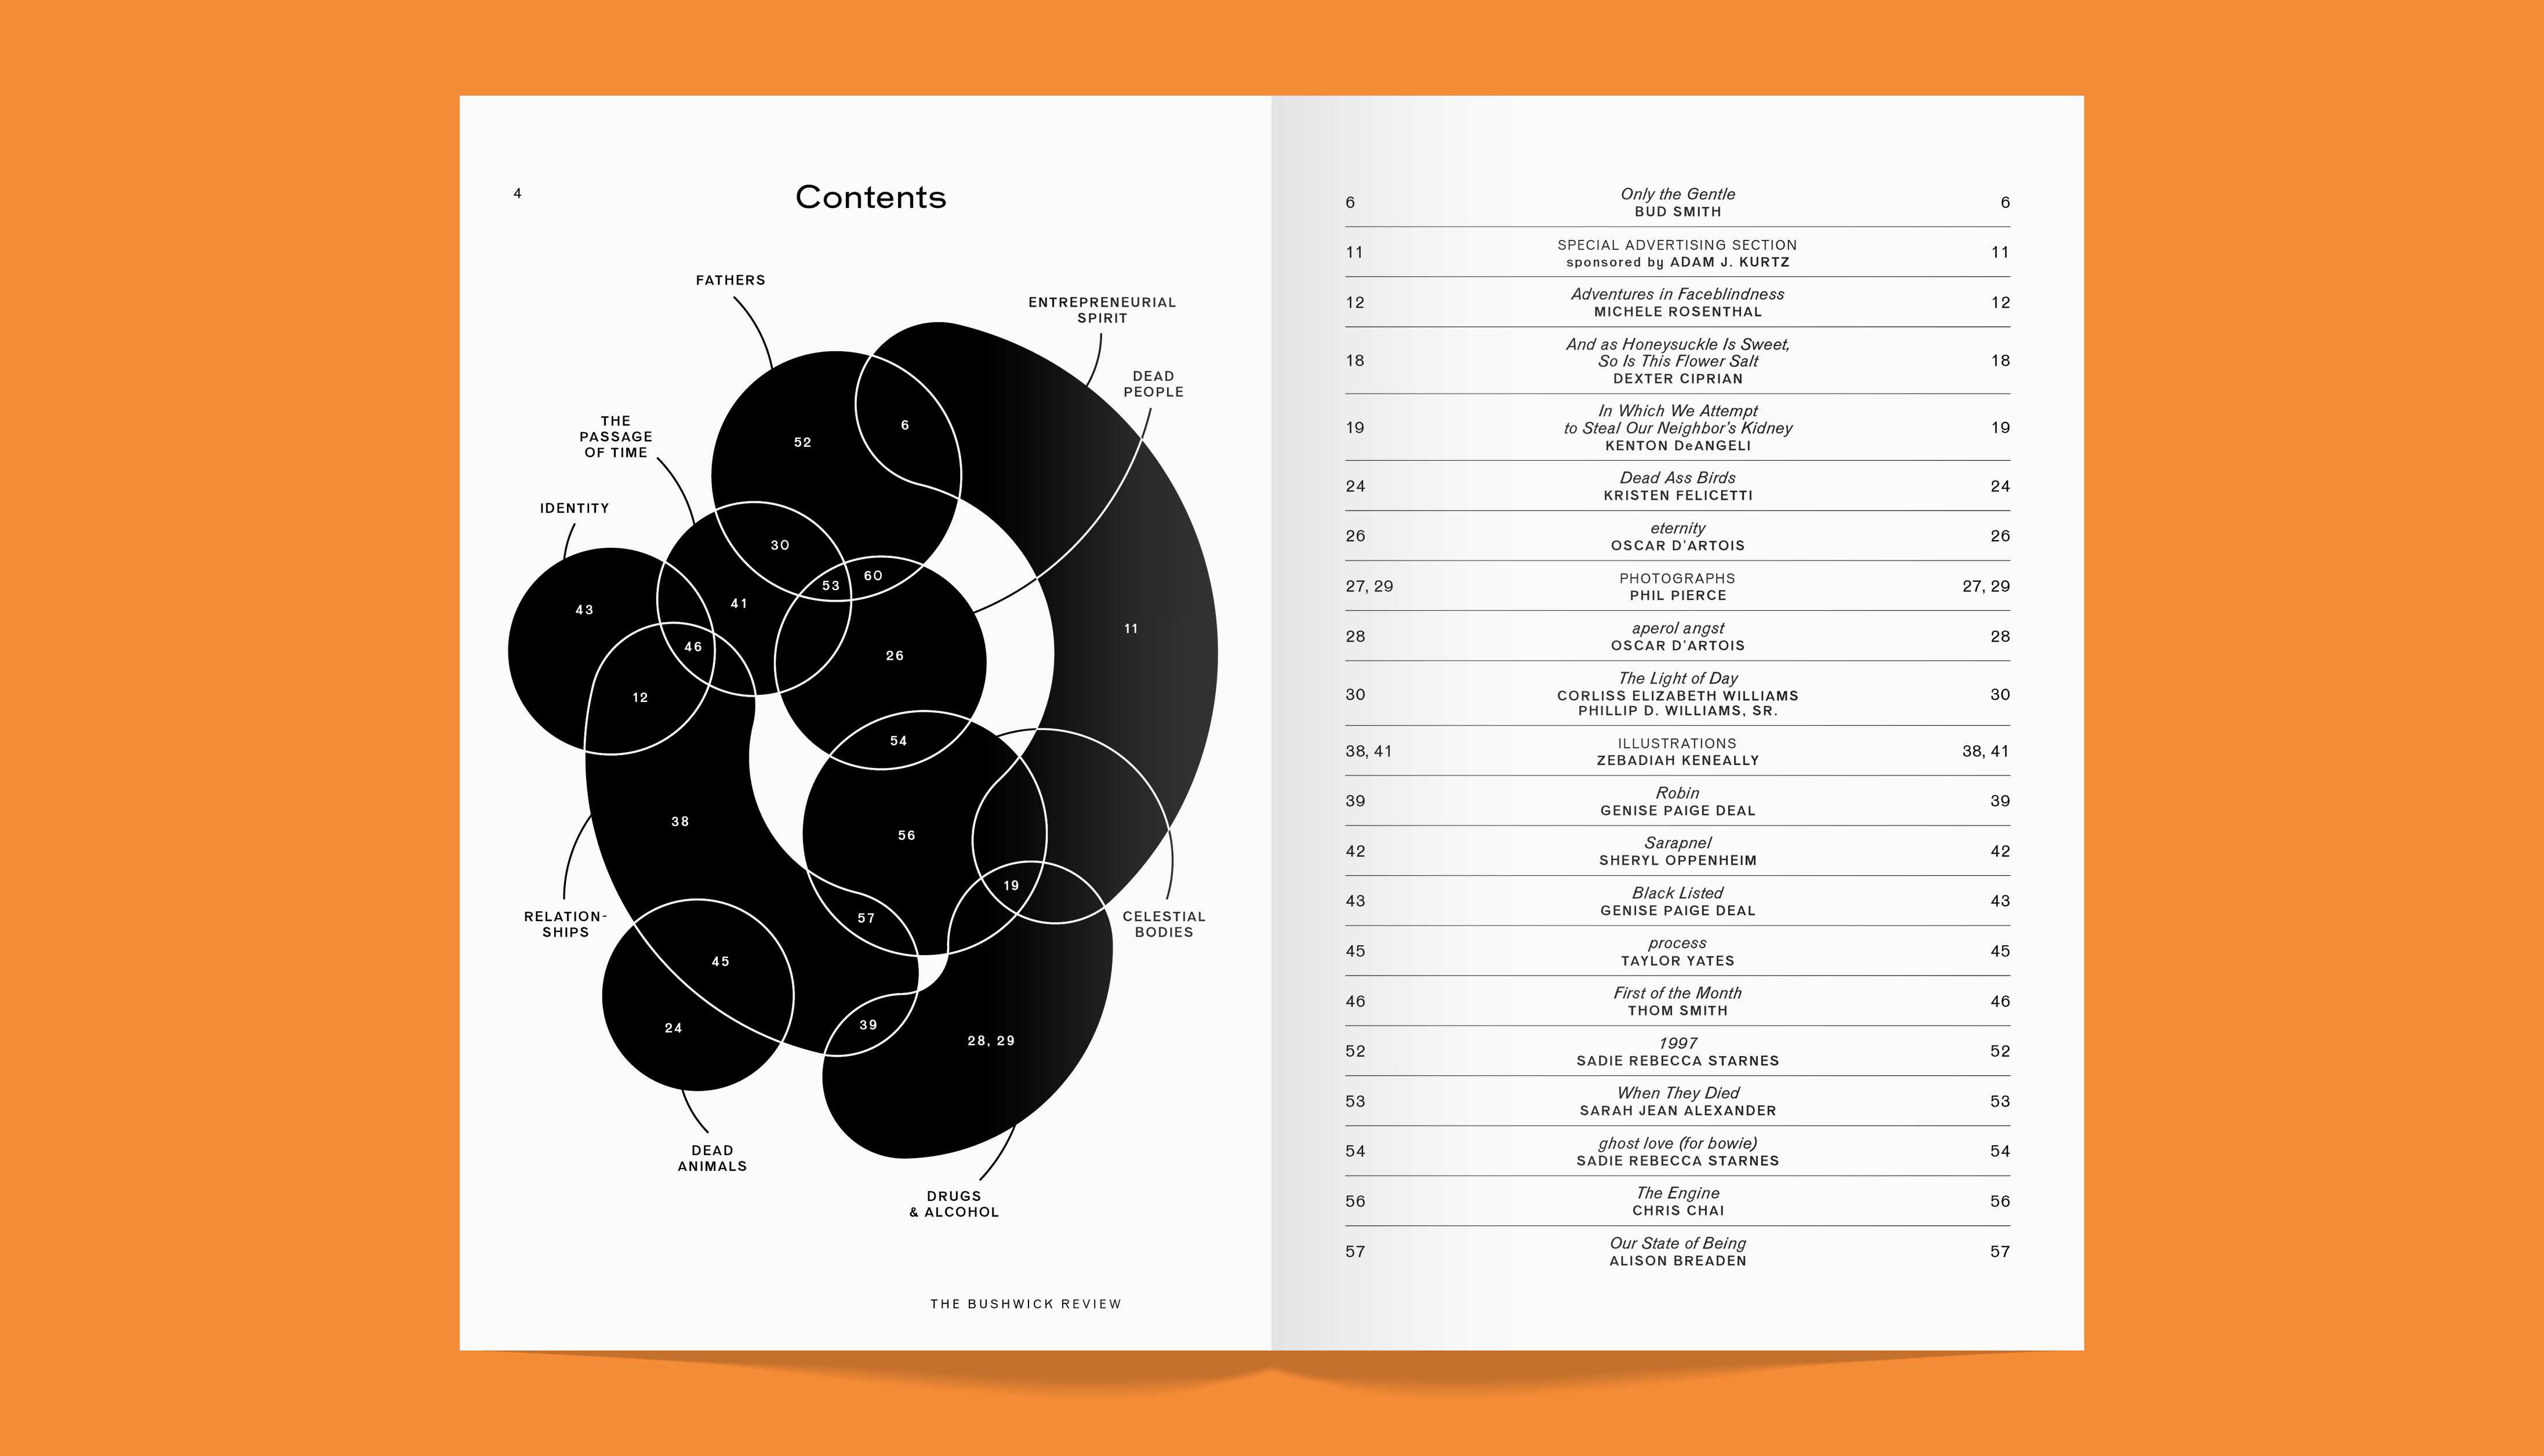 4
Contents
FATHERS
ENTREPRENEURIAL
SPIRIT
DEAD
PEOPLE
THE
PASSAGE
OF TIME
IDENTITY
52
6
30
53
60
43
41
46
26
11
12
54
38
56
19
57
RELATION-
SHIPS
CELESTIAL
BODIES
45
24
39
28, 29
DEAD
ANIMALS
DRUGS
& ALCOHOL
THE BUSHWICK REVIEW
6 Only the Gentle 6
BUD SMITH
11 SPECIAL ADVERTISING SECTION 11
sponsored by ADAM J. KURTZ
12 Adventures in Faceblindness 12
MICHELE ROSENTHAL
And as Honeysuckle Is Sweet,
18 So Is This Flower Salt 18
DEXTER CIPRIAN
In Which We Attempt
19 to Steal Our Neighbor's Kidney 19
KENTON DeANGELI
24 Dead Ass Birds 24
KRISTEN FELICETTI
26 eternity 26
OSCAR D'ARTOIS
27, 29 PHOTOGRAPHS 27, 29
PHIL PIERCE
28 aperol angst 28
OSCAR D'ARTOIS
The Light of Day
30 CORLISS ELIZABETH WILLIAMS 30
PHILLIP D. WILLIAMS, SR.
38, 41 ILLUSTRATIONS 38, 41
ZEBADIAH KENEALLY
39 Robin 39
GENISE PAIGE DEAL
42 Sarapnel 42
SHERYL OPPENHEIM
43 Black Listed 43
GENISE PAIGE DEAL
45 process 45
TAYLOR YATES
46 First of the Month 46
THOM SMITH
52 1997 52
SADIE REBECCA STARNES
53 When They Died 53
SARAH JEAN ALEXANDER
54 ghost love (for bowie) 54
SADIE REBECCA STARNES
56 The Engine 56
CHRIS CHAI
57 Our State of Being 57
ALISON BREADEN